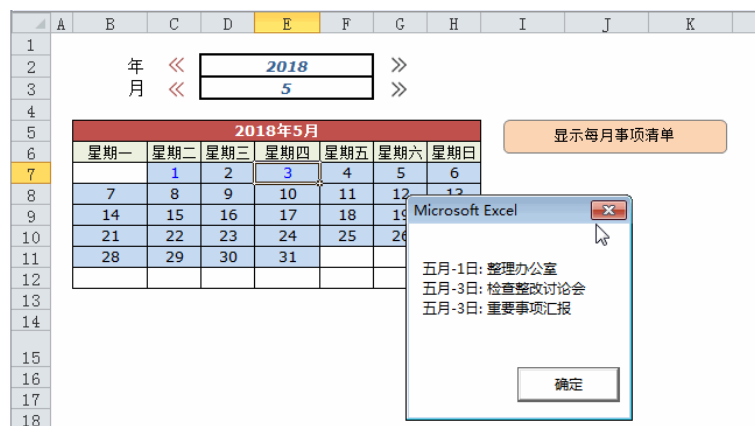 A B C D E F G H I J K
1
2 年 2018
3 月 5
4
5 2018年5月 显示每月事项清单
6 星期一 星期二 星期三 星期四 星期五 星期六 星期日
7 1 2 3 4 5 6
8 7 8 9 10 11 12 13
Microsoft Excel
9 14 15 16 17 18 19
10 21 22 23 24 25 26
11 28 29 30 31
12
13
14
15
16
17
18
五月-1日: 整理办公室
五月-3日: 检查整改讨论会
五月-3日: 重要事项汇报
确定